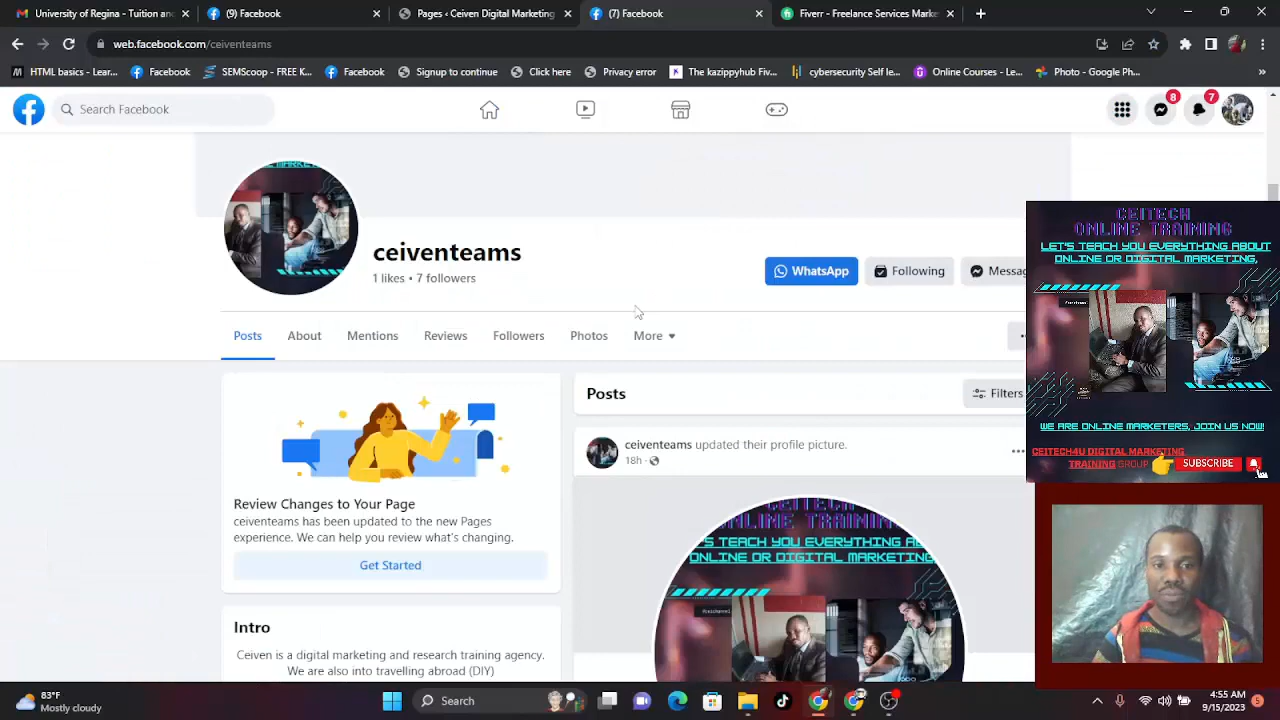 University of Regina - Tuition an
(9) Facebook
Pages ‹ Ceiven Digital Marketing
(7) Facebook
Fiverr - Freelance Services Marke
web.facebook.com/ceiventeams
HTML basics - Lear...
Facebook
SEMScoop - FREE K...
Facebook
Signup to continue
Click here
Privacy error
The kazippyhub Fiv...
cybersecurity Self le...
Online Courses - Le...
Photo - Google Ph...
»
Search Facebook
8
7
ceiventeams
1 likes • 7 followers
WhatsApp
Following
Messag
Posts
About
Mentions
Reviews
Followers
Photos
More
Review Changes to Your Page
ceiventeams has been updated to the new Pages
experience. We can help you review what's changing.
Get Started
Intro
Ceiven is a digital marketing and research training agency.
We are also into travelling abroad (DIY)
Posts
Filters
ceiventeams updated their profile picture.
18h
CEITECH
ONLINE TRAINING
LET'S TEACH YOU EVERYTHING ABOUT
ONLINE OR DIGITAL MARKETING,
WE ARE ONLINE MARKETERS, JOIN US NOW!
CEITECH4U DIGITAL MARKETING
TRAINING GROUP
SUBSCRIBE
83°F
Mostly cloudy
Search
4:55 AM
9/15/2023
5